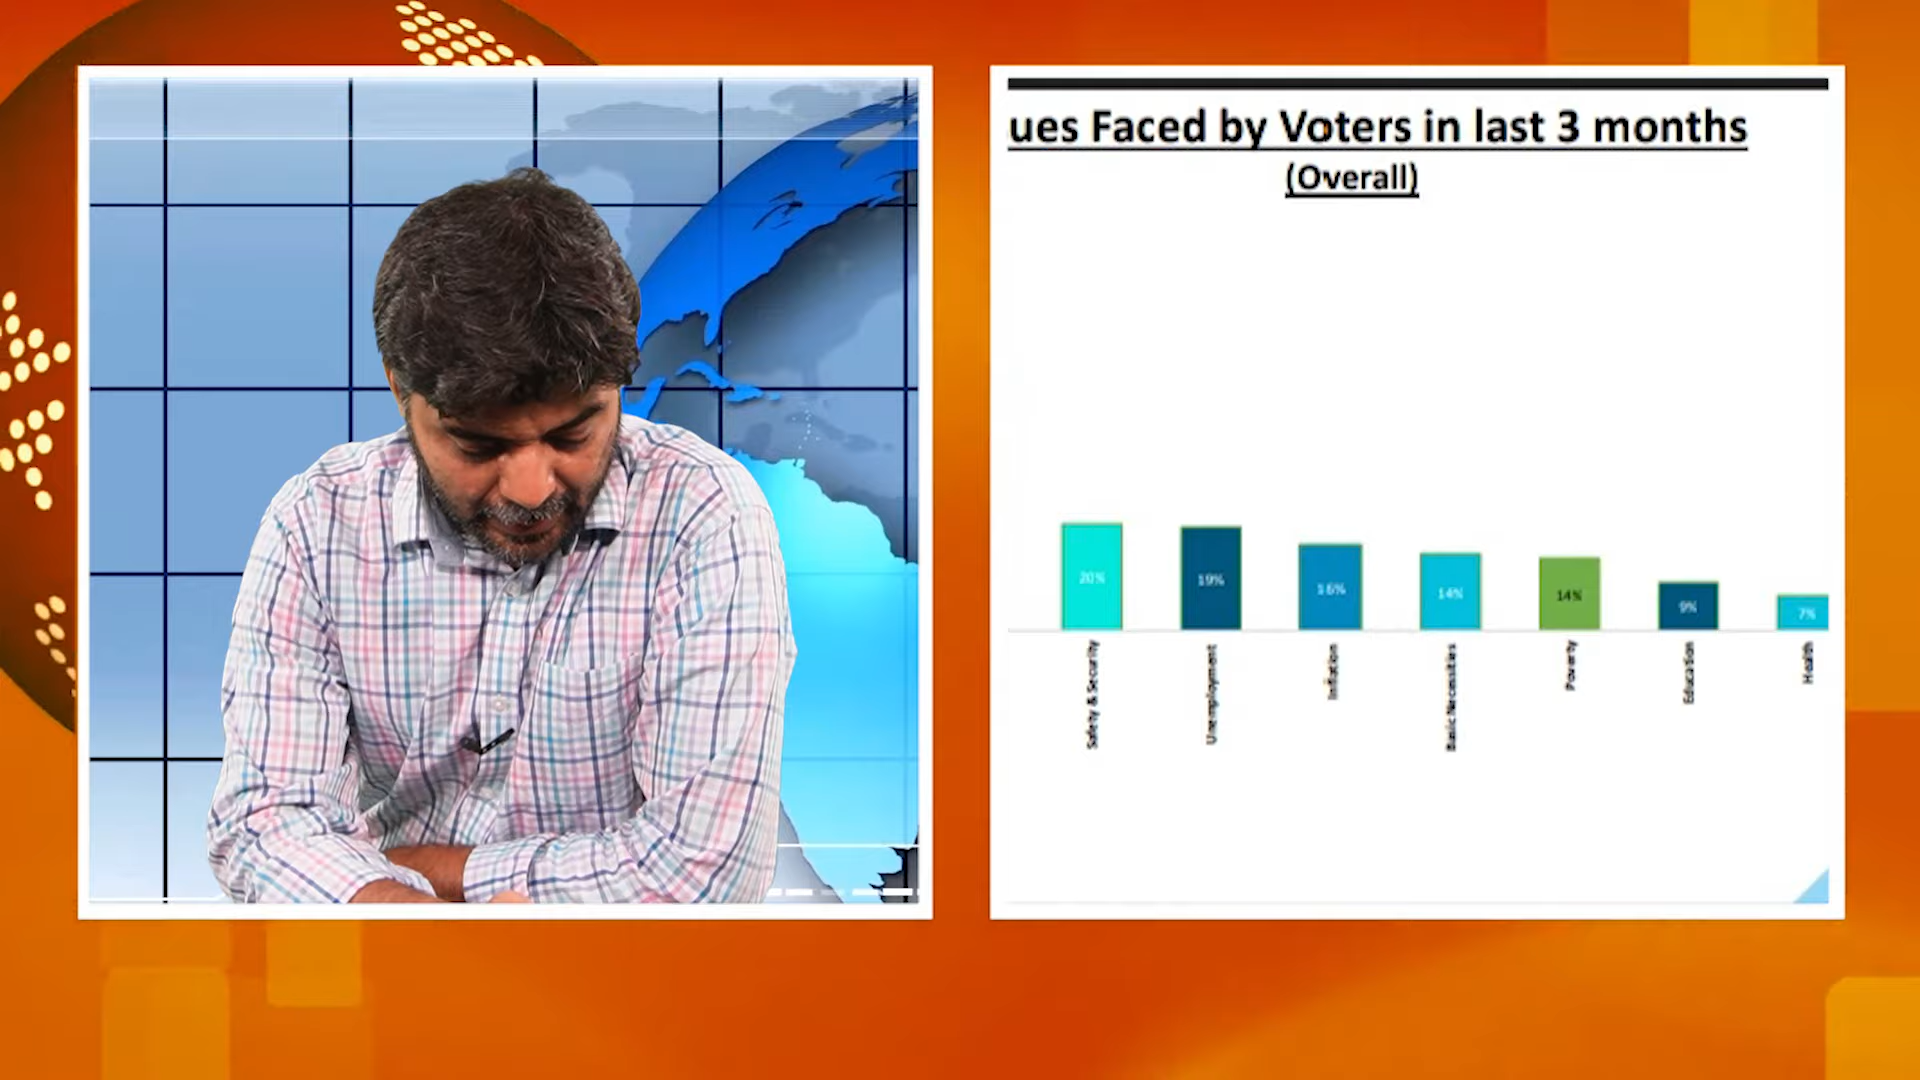 ues Faced by Voters in last 3 months
(Overall)
20%
19%
16%
14%
14%
9%
7%
Safety & Security
Unemployment
Inflation
Basic Necessities
Poverty
Education
Health